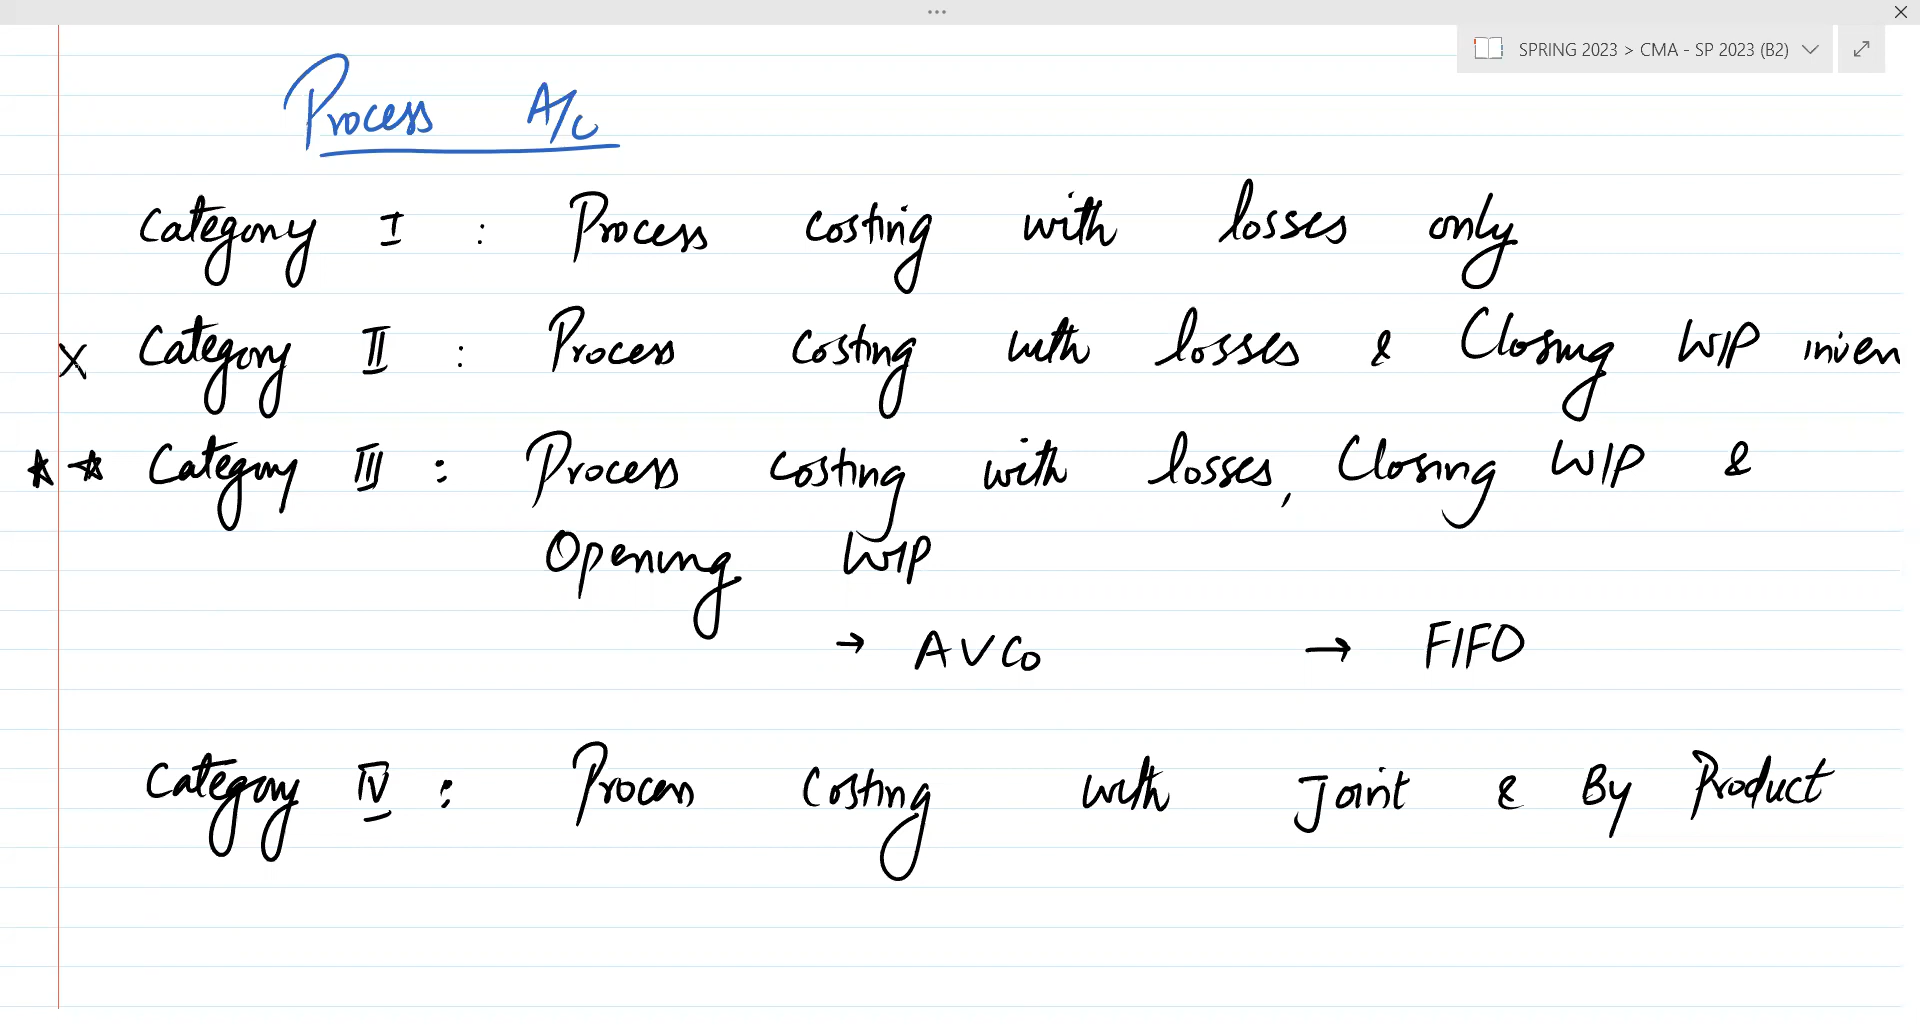 SPRING 2023 > CMA - SP 2023 (B2)
Process A/c
Category I : Process costing with losses only
X Category II : Process costing with losses & Closing WIP inven
★ ★ Category III : Process costing with losses, Closing WIP &
Opening WIP
→ AVCo → FIFO
Category IV : Process Costing with Joint & By Product